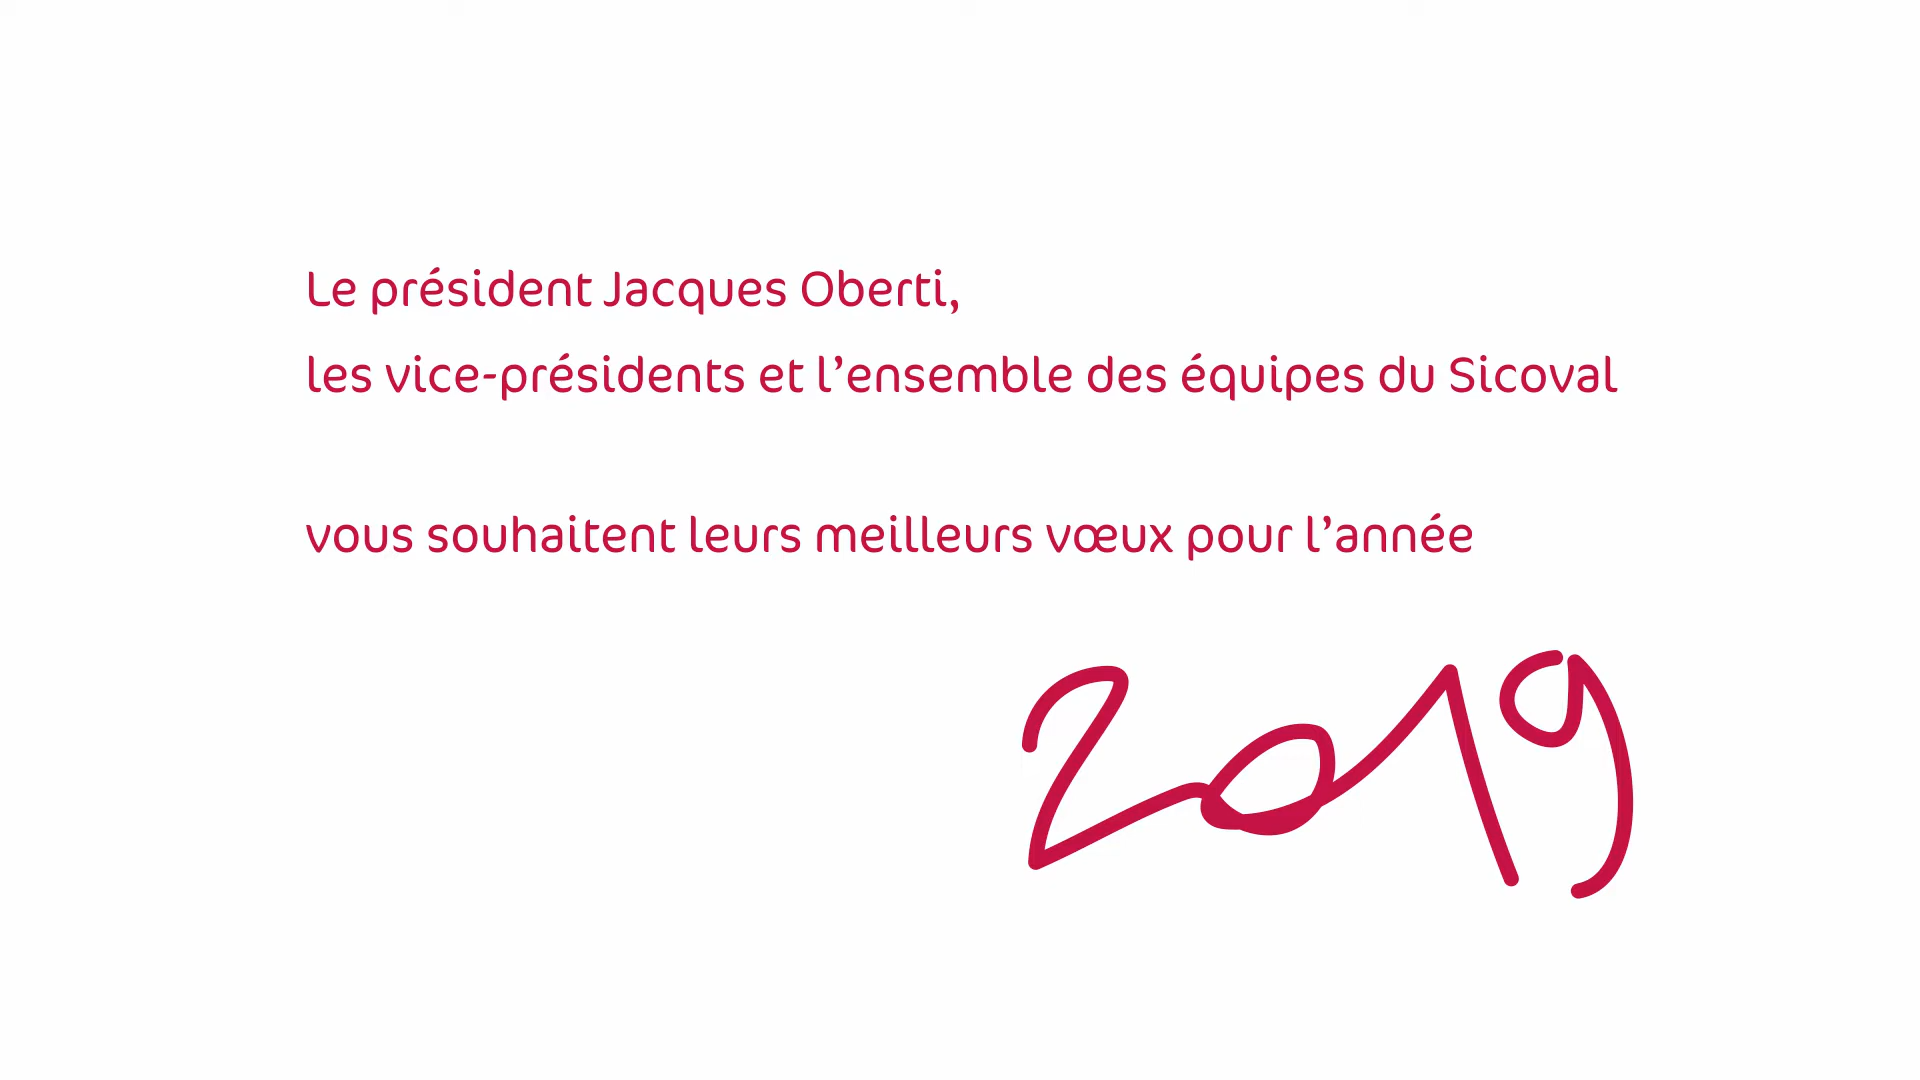 Le président Jacques Oberti,
les vice-présidents et l’ensemble des équipes du Sicoval
vous souhaitent leurs meilleurs vœux pour l’année
2019